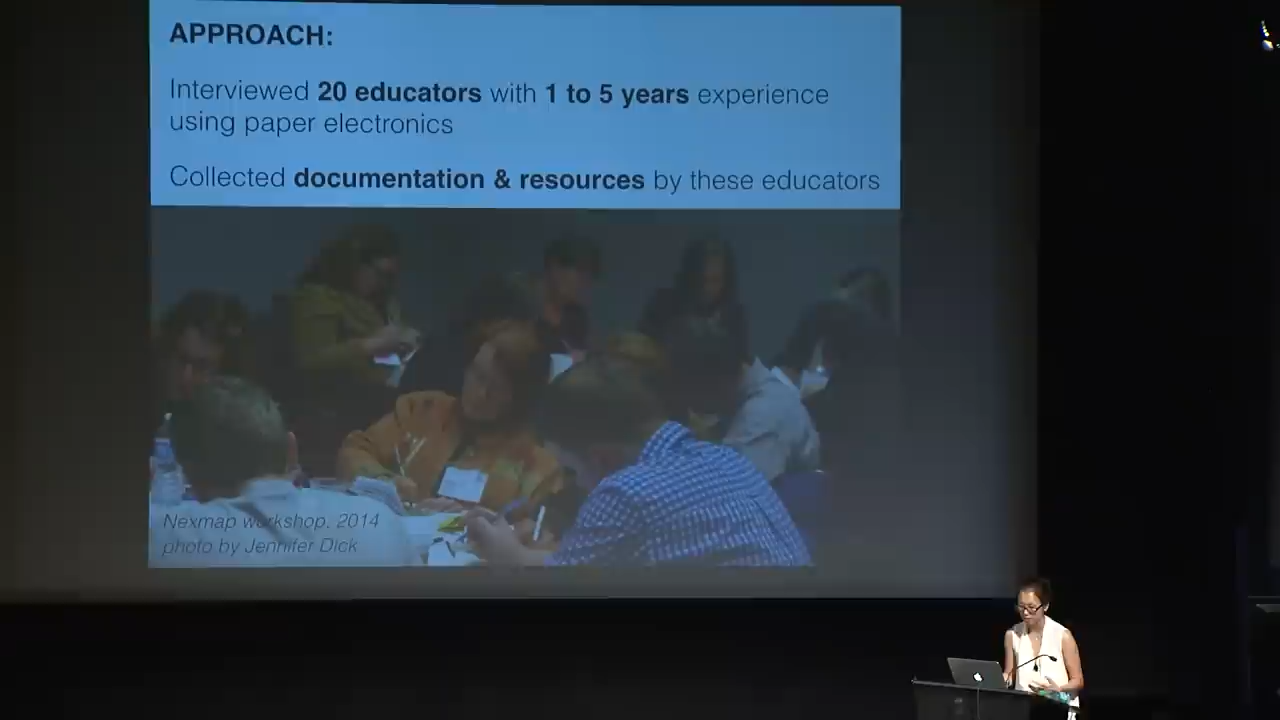 APPROACH:
Interviewed 20 educators with 1 to 5 years experience
using paper electronics
Collected documentation & resources by these educators
Nexmap workshop, 2014
photo by Jennifer Dick